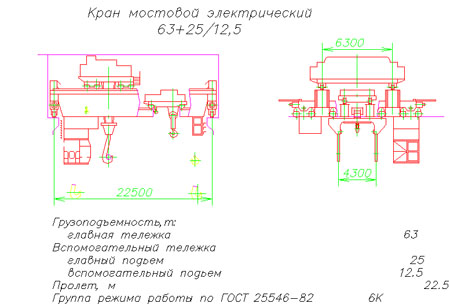 Кран мостовой электрический
63+25/12,5
6300
22500
4300
Грузоподъемность,т:
главная тележка 63
Вспомогательный тележка
главный подъем 25
вспомогательный подъем 12.5
Пролет, м 22.5
Группа режима работы по ГОСТ 25546-82 6К